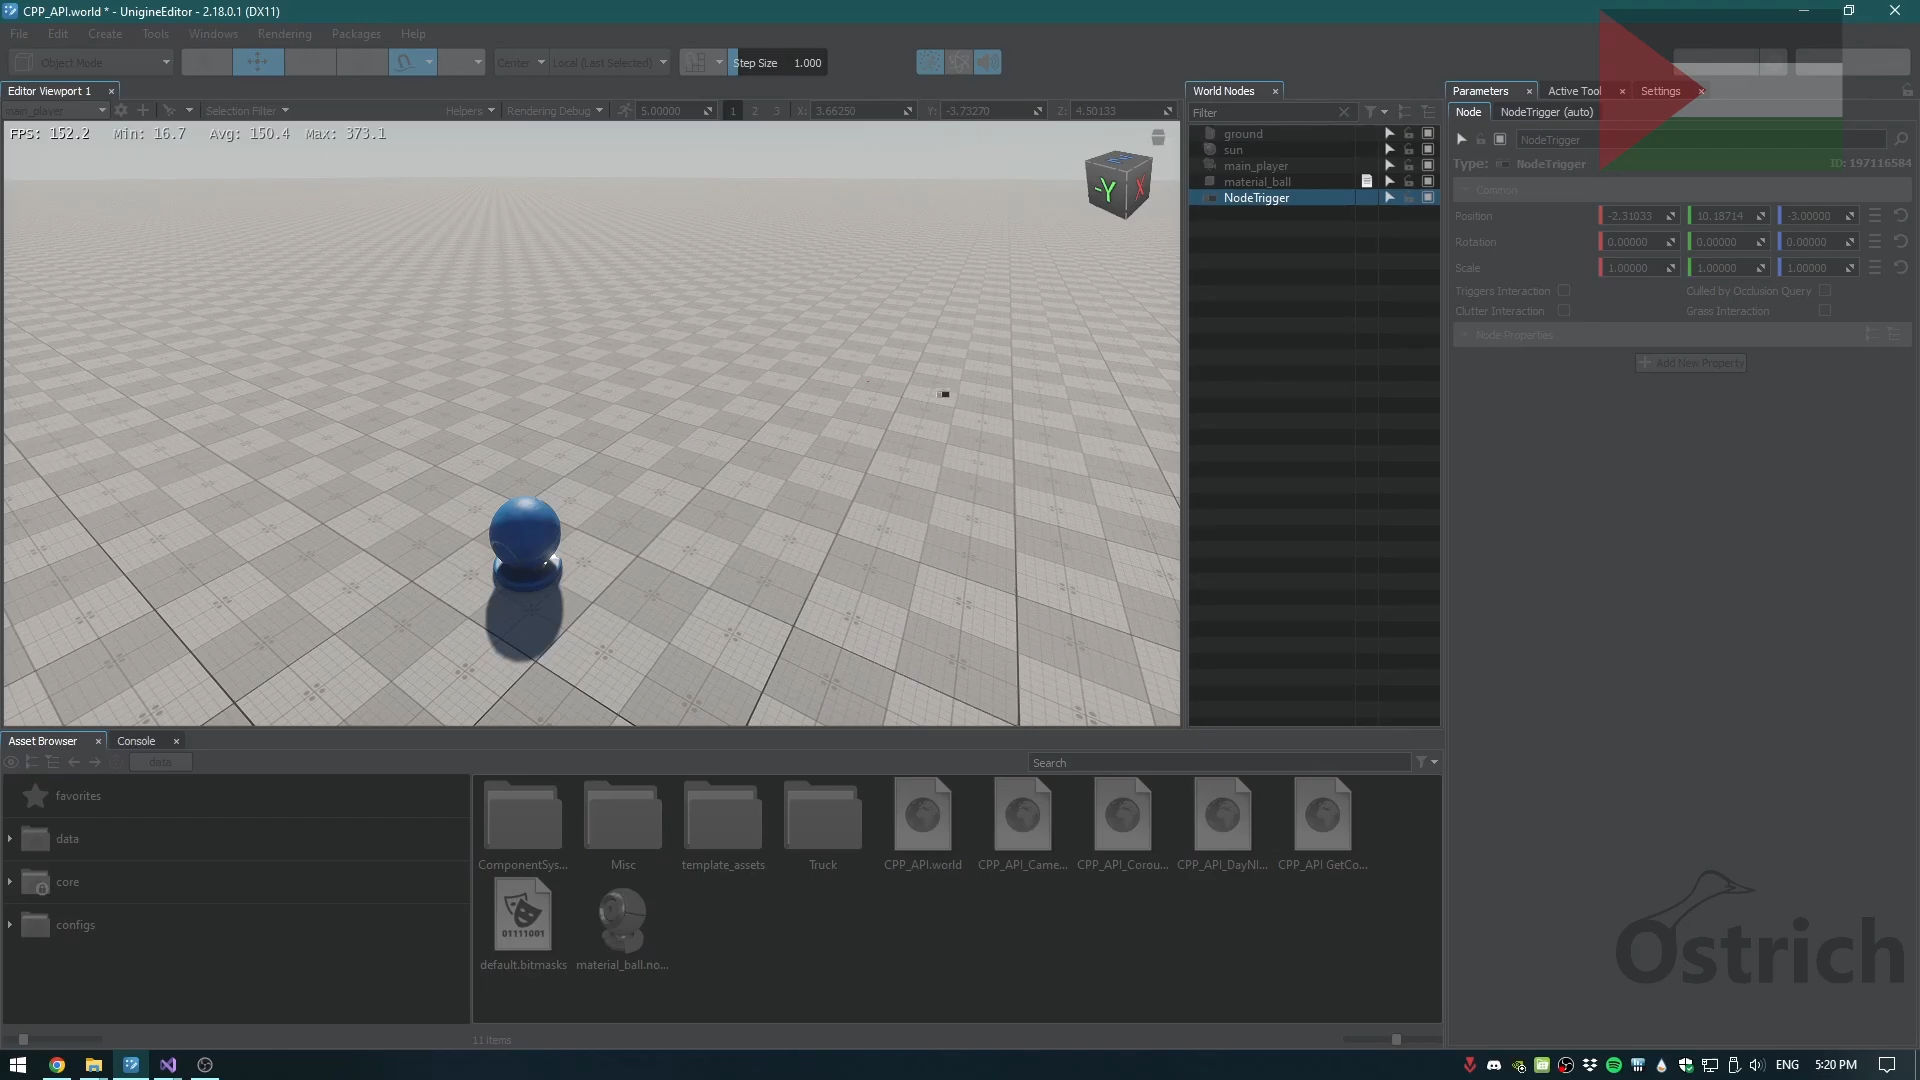 CPP_API.world * - UnigineEditor - 2.18.0.1 (DX11)
File Edit Create Tools Windows Rendering Packages Help
Object Mode Center Local (Last Selected) Step Size 1.000
Editor Viewport 1
main_player Selection Filter Helpers Rendering Debug 5.00000 1 2 3 X: 3.66250 Y: -3.73270 Z: 4.50133
FPS: 152.2 Min: 16.7 Avg: 150.4 Max: 373.1
-Y X N
World Nodes
Filter
ground
sun
main_player
material_ball
NodeTrigger
Parameters Active Tool Settings
Node NodeTrigger (auto)
NodeTrigger
Type: NodeTrigger ID: 197116584
Common
Position -2.31033 10.18714 -3.00000
Rotation 0.00000 0.00000 0.00000
Scale 1.00000 1.00000 1.00000
Triggers Interaction Culled by Occlusion Query
Clutter Interaction Grass Interaction
Node Properties
Add New Property
Asset Browser Console
data
Search
favorites
data
core
configs
ComponentSys... Misc template_assets Truck CPP_API.world CPP_API_Came... CPP_API_Corou... CPP_API_DayNI... CPP_API GetCo...
01111001
default.bitmasks material_ball.no...
11 items
Ostrich
ENG 5:20 PM